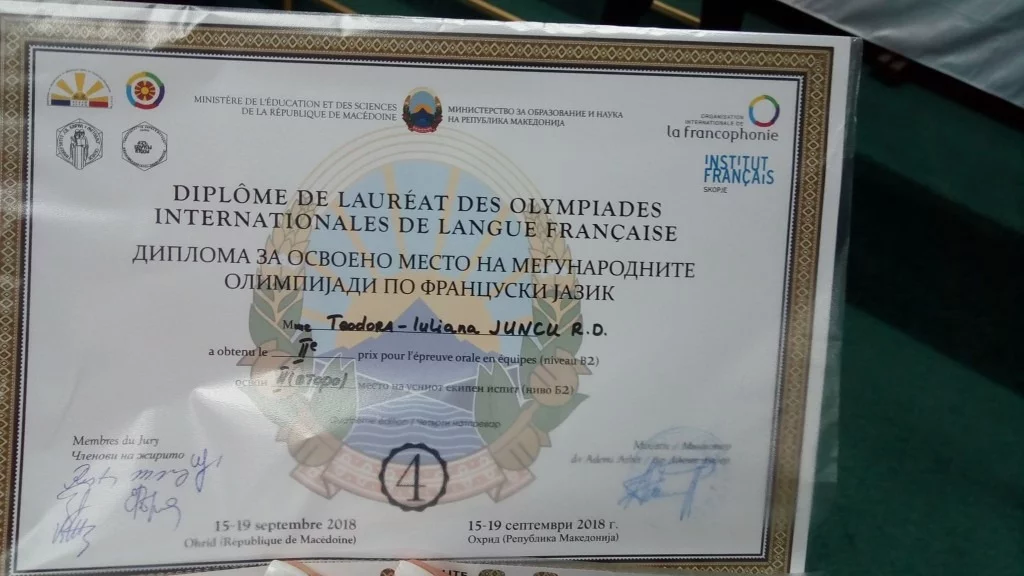 MINISTÈRE DE L'ÉDUCATION ET DES SCIENCES
DE LA RÉPUBLIQUE DE MACÉDOINE
МИНИСТЕРСТВО ЗА ОБРАЗОВАНИЕ И НАУКА
НА РЕПУБЛИКА МАКЕДОНИЈА
ORGANISATION
INTERNATIONALE DE
la francophonie
INSTITUT
FRANÇAIS
SKOPJE
DIPLÔME DE LAURÉAT DES OLYMPIADES
INTERNATIONALES DE LANGUE FRANÇAISE
ДИПЛОМА ЗА ОСВОЕНО МЕСТО НА МЕЃУНАРОДНИТЕ
ОЛИМПИЈАДИ ПО ФРАНЦУСКИ ЈАЗИК
Mme Teodora-Iuliana JUNCU R.D.
a obtenu le IIe prix pour l'épreuve orale en équipes (niveau B2)
освои II (второ) место на усниот екипен испит (ниво Б2)
Quatrième édition / Четврти натпревар
Membres du Jury
Членови на жирито
4
15-19 septembre 2018
Ohrid (République de Macédoine)
15-19 септември 2018 г.
Охрид (Република Македонија)